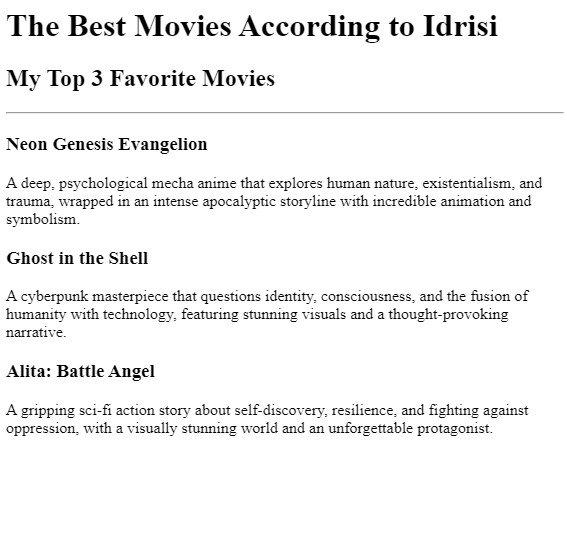 The Best Movies According to Idrisi
My Top 3 Favorite Movies
Neon Genesis Evangelion
A deep, psychological mecha anime that explores human nature, existentialism, and
trauma, wrapped in an intense apocalyptic storyline with incredible animation and
symbolism.
Ghost in the Shell
A cyberpunk masterpiece that questions identity, consciousness, and the fusion of
humanity with technology, featuring stunning visuals and a thought-provoking
narrative.
Alita: Battle Angel
A gripping sci-fi action story about self-discovery, resilience, and fighting against
oppression, with a visually stunning world and an unforgettable protagonist.